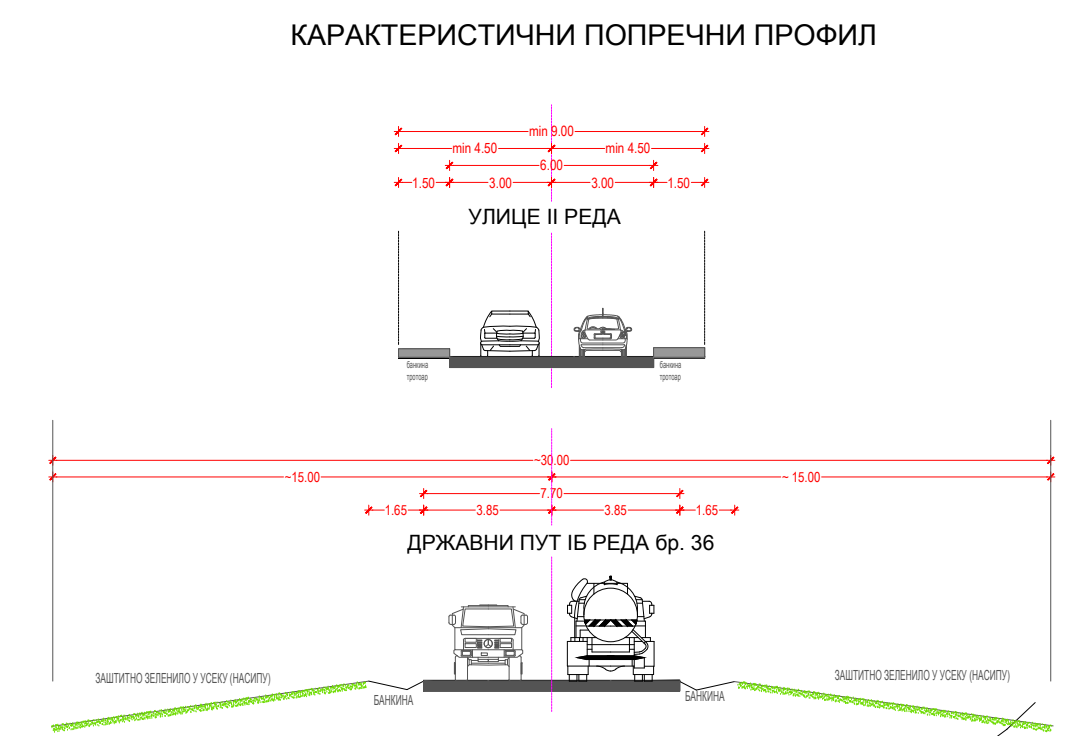 КАРАКТЕРИСТИЧНИ ПОПРЕЧНИ ПРОФИЛ
min 9.00
min 4.50 min 4.50
6.00
1.50 3.00 3.00 1.50
УЛИЦЕ II РЕДА
банкина банкина
тротоар тротоар
~30.00
~15.00 ~ 15.00
7.70
1.65 3.85 3.85 1.65
ДРЖАВНИ ПУТ IБ РЕДА бр. 36
ЗАШТИТНО ЗЕЛЕНИЛО У УСЕКУ (НАСИПУ) ЗАШТИТНО ЗЕЛЕНИЛО У УСЕКУ (НАСИПУ)
БАНКИНА БАНКИНА